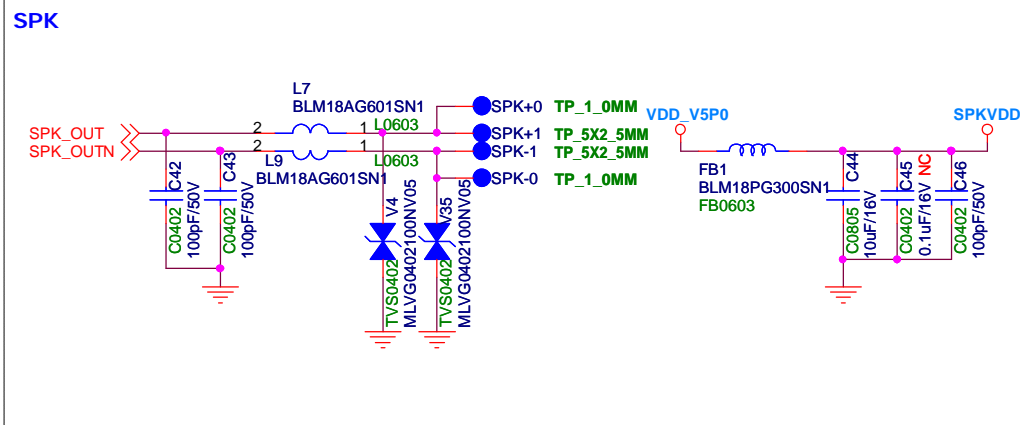 SPK
L7
BLM18AG601SN1
L0603
SPK_OUT
SPK_OUTN
2
1
2
1
L9
BLM18AG601SN1
L0603
SPK+0 TP_1_0MM
SPK+1 TP_5X2_5MM
SPK-1 TP_5X2_5MM
SPK-0 TP_1_0MM
C42
C0402
100pF/50V
C43
C0402
100pF/50V
V4
TVS0402
MLVG0402100NV05
V35
TVS0402
MLVG0402100NV05
VDD_V5P0
SPKVDD
FB1
BLM18PG300SN1
FB0603
C44
C0805
10uF/16V
C45
NC
C0402
0.1uF/16V
C46
C0402
100pF/50V